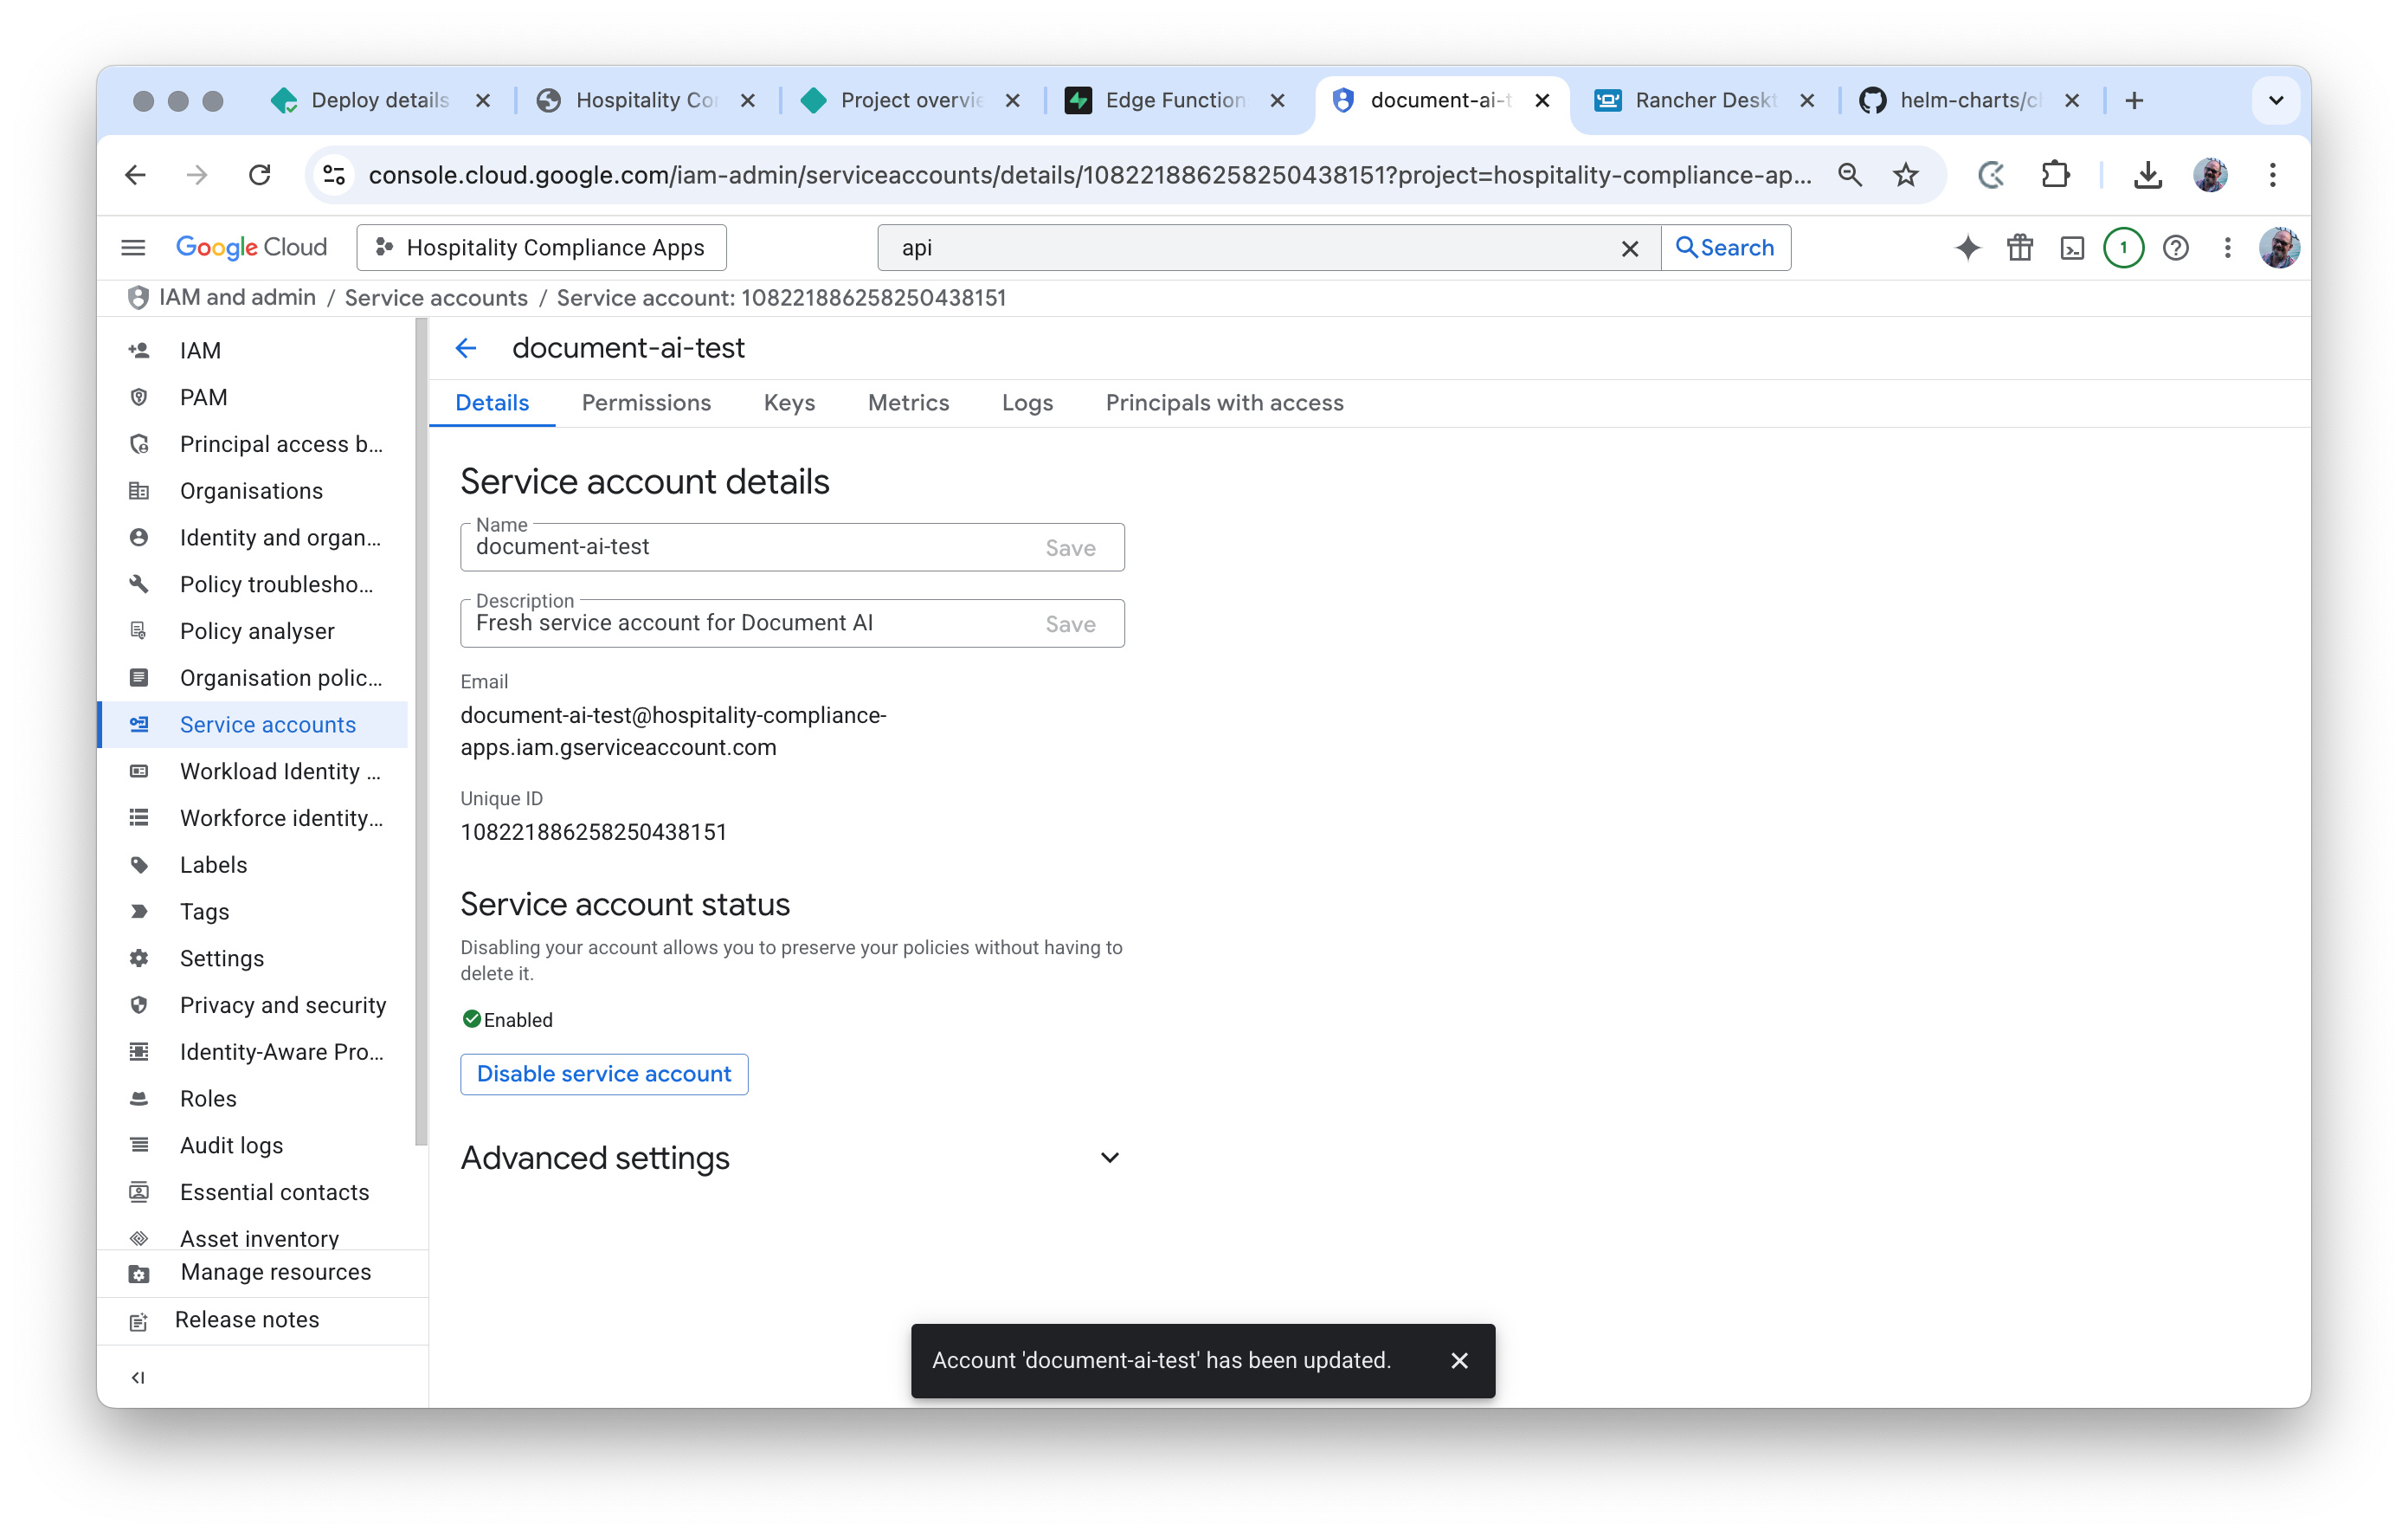 Deploy details
Hospitality Co
Project overvie
Edge Function
document-ai-t
Rancher Deskt
helm-charts/c
console.cloud.google.com/iam-admin/serviceaccounts/details/108221886258250438151?project=hospitality-compliance-ap...
Google Cloud
Hospitality Compliance Apps
api
Search
1
IAM and admin / Service accounts / Service account: 108221886258250438151
IAM
PAM
Principal access b...
Organisations
Identity and organ...
Policy troublesho...
Policy analyser
Organisation polic...
Service accounts
Workload Identity ...
Workforce identity...
Labels
Tags
Settings
Privacy and security
Identity-Aware Pro...
Roles
Audit logs
Essential contacts
Asset inventory
Manage resources
Release notes
document-ai-test
Details Permissions Keys Metrics Logs Principals with access
Service account details
Name
document-ai-test Save
Description
Fresh service account for Document AI Save
Email
document-ai-test@hospitality-compliance-
apps.iam.gserviceaccount.com
Unique ID
108221886258250438151
Service account status
Disabling your account allows you to preserve your policies without having to
delete it.
Enabled
Disable service account
Advanced settings
Account 'document-ai-test' has been updated.